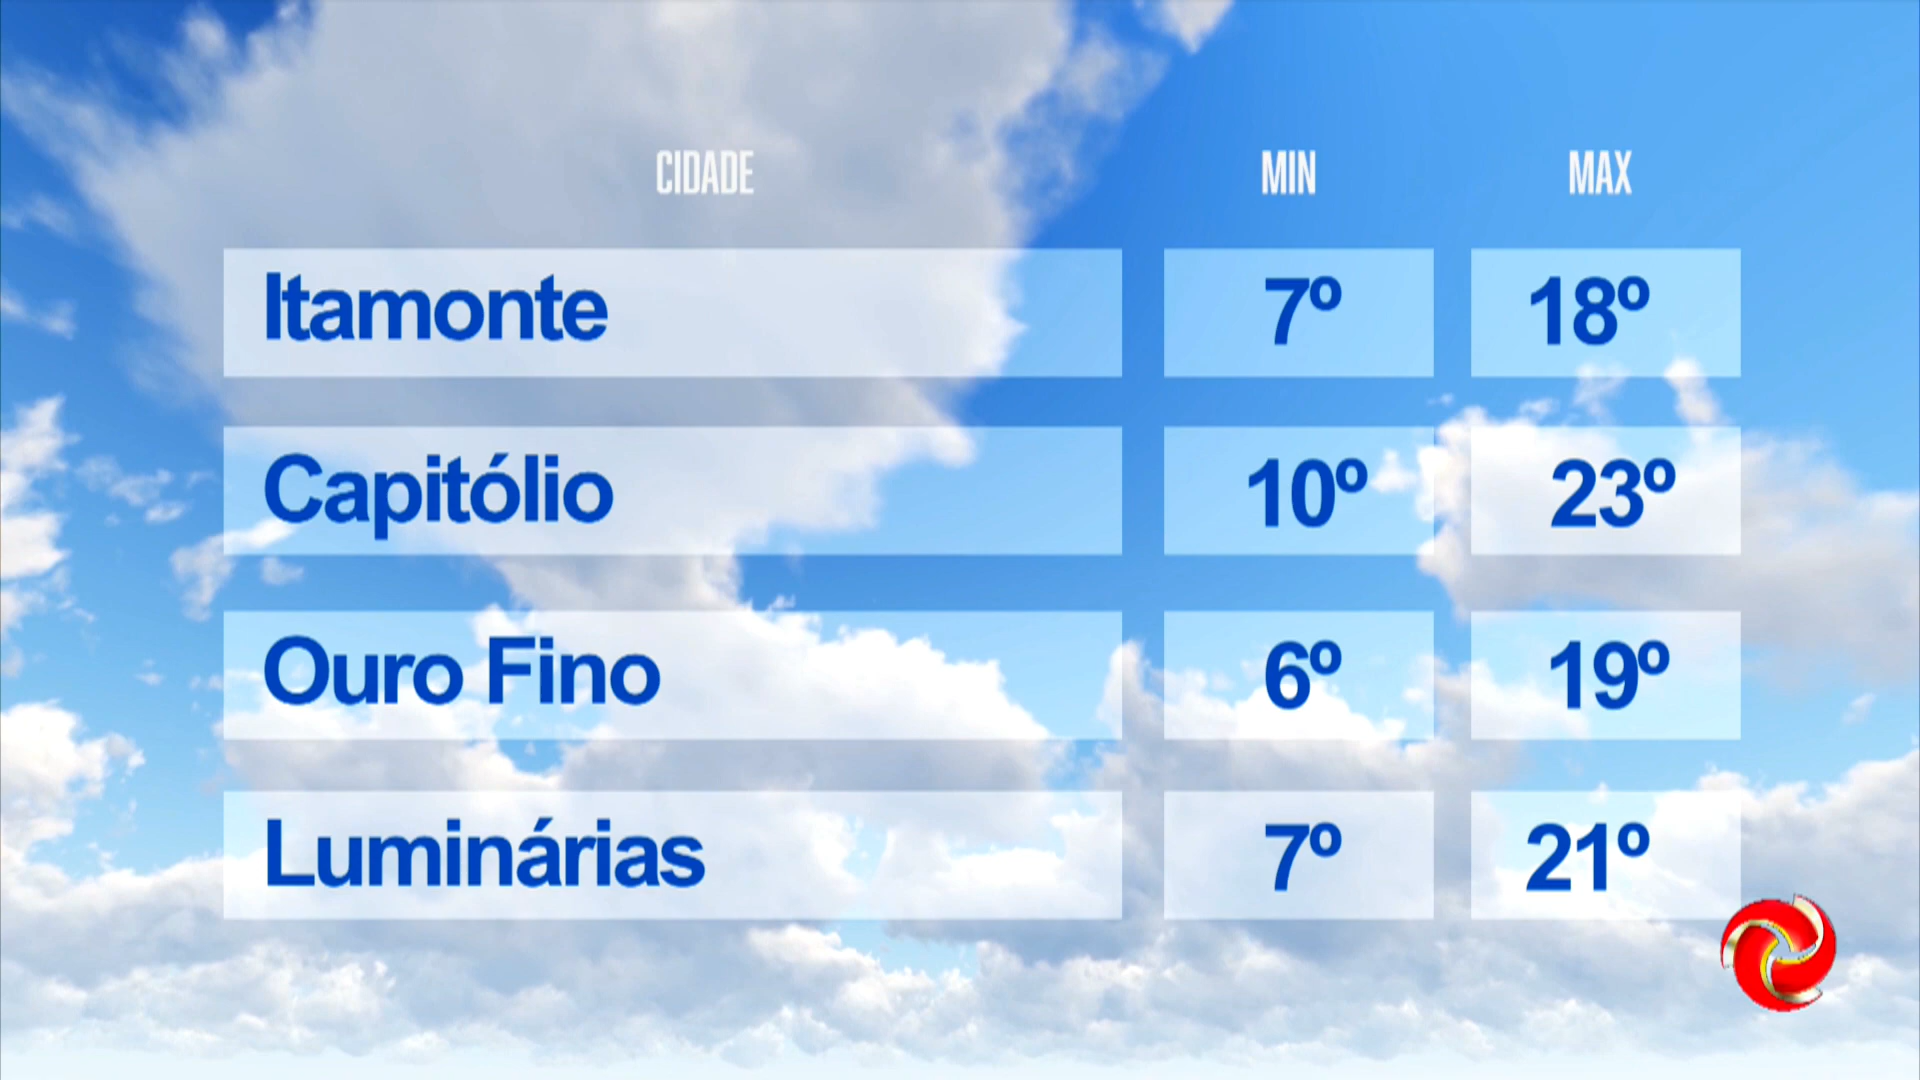 CIDADE MIN MAX
Itamonte 7º 18º
Capitólio 10º 23º
Ouro Fino 6º 19º
Luminárias 7º 21º